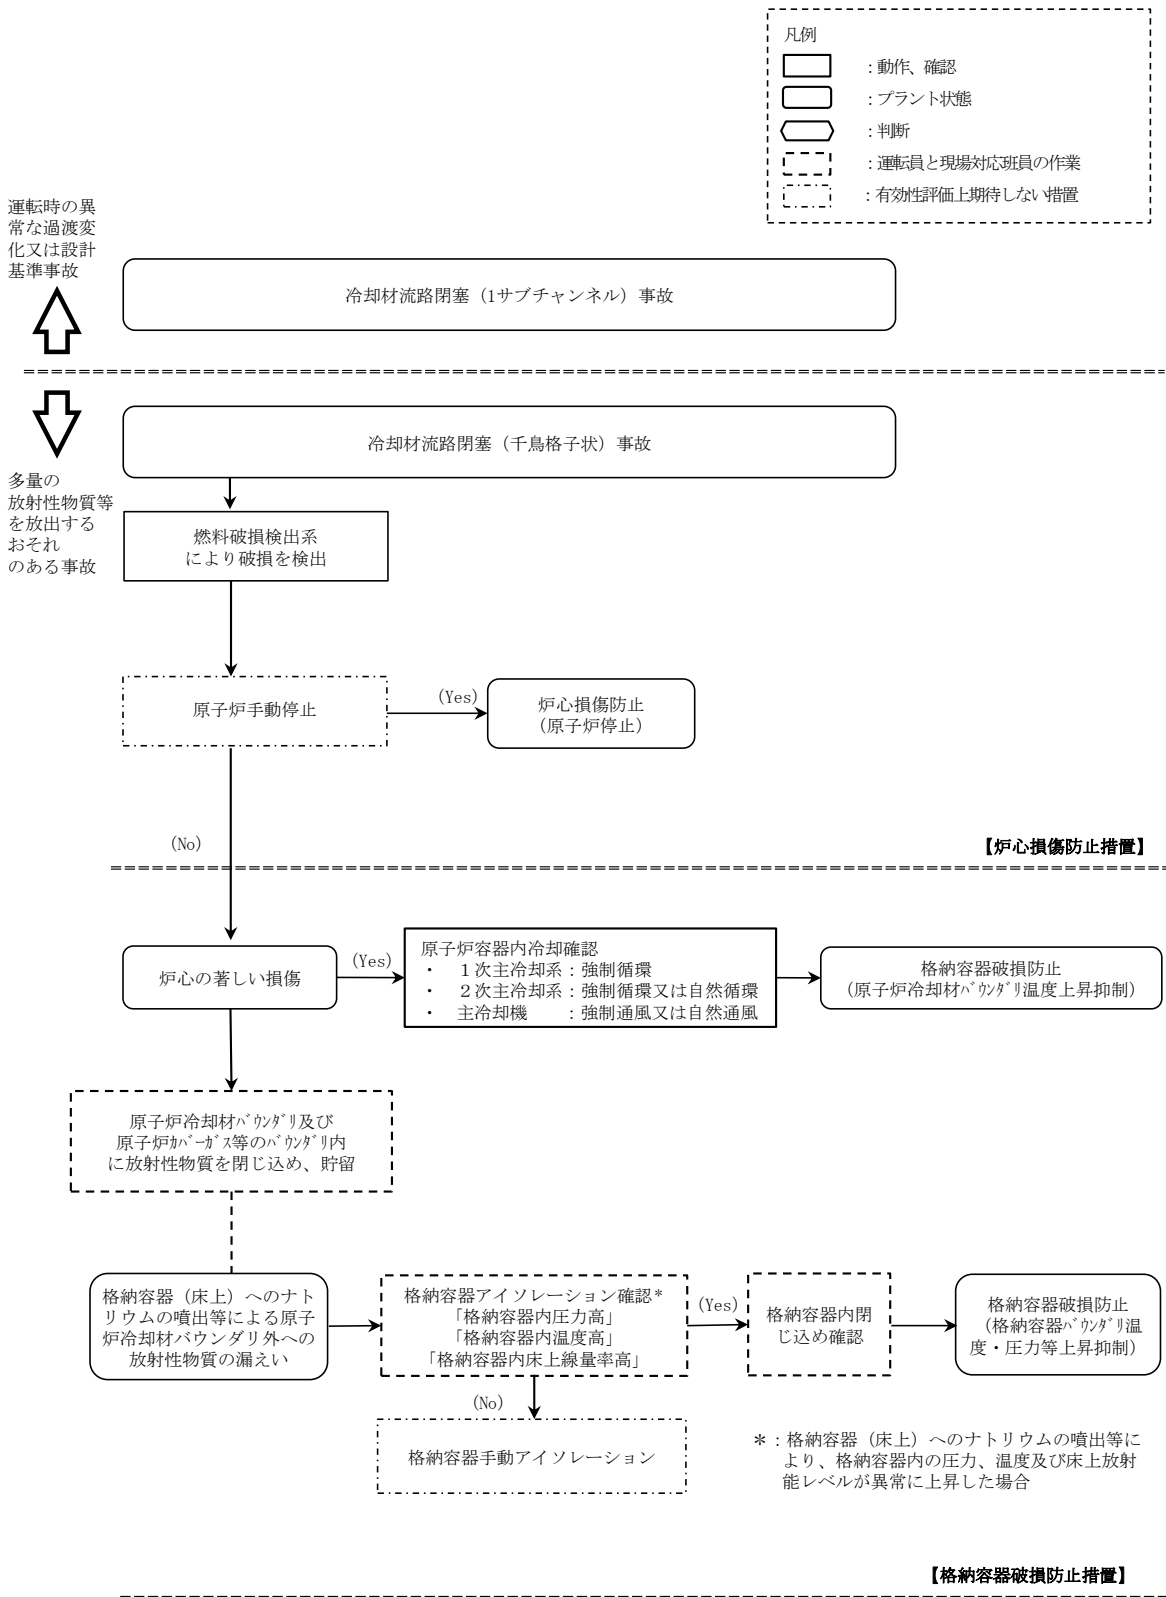 凡例
：動作、確認
：プラント状態
：判断
：運転員と現場対応班員の作業
：有効性評価上期待しない措置
運転時の異
常な過渡変
化又は設計
基準事故
冷却材流路閉塞（1サブチャンネル）事故
冷却材流路閉塞（千鳥格子状）事故
多量の
放射性物質等
を放出する
おそれ
のある事故
燃料破損検出系
により破損を検出
原子炉手動停止
(Yes)
炉心損傷防止
（原子炉停止）
(No)
【炉心損傷防止措置】
炉心の著しい損傷
(Yes)
原子炉容器内冷却確認
・　１次主冷却系：強制循環
・　２次主冷却系：強制循環又は自然循環
・　主冷却機　　：強制通風又は自然通風
格納容器破損防止
（原子炉冷却材ﾊﾞｳﾝﾀﾞﾘ温度上昇抑制）
原子炉冷却材ﾊﾞｳﾝﾀﾞﾘ及び
原子炉ｶﾊﾞｰｶﾞｽ等のﾊﾞｳﾝﾀﾞﾘ内
に放射性物質を閉じ込め、貯留
格納容器（床上）へのナト
リウムの噴出等による原子
炉冷却材バウンダリ外への
放射性物質の漏えい
格納容器アイソレーション確認*
「格納容器内圧力高」
「格納容器内温度高」
「格納容器内床上線量率高」
(Yes)
格納容器内閉
じ込め確認
格納容器破損防止
（格納容器ﾊﾞｳﾝﾀﾞﾘ温
度・圧力等上昇抑制）
(No)
格納容器手動アイソレーション
＊：格納容器（床上）へのナトリウムの噴出等に
より、格納容器内の圧力、温度及び床上放射
能レベルが異常に上昇した場合
【格納容器破損防止措置】